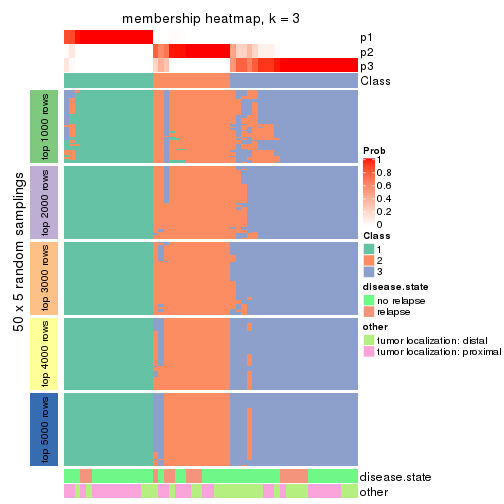 membership heatmap, k = 3
p1
p2
p3
Class
50 x 5 random samplings
top 1000 rows
top 2000 rows
top 3000 rows
top 4000 rows
top 5000 rows
disease.state
other
Prob
1
0.8
0.6
0.4
0.2
0
Class
1
2
3
disease.state
no relapse
relapse
other
tumor localization: distal
tumor localization: proximal